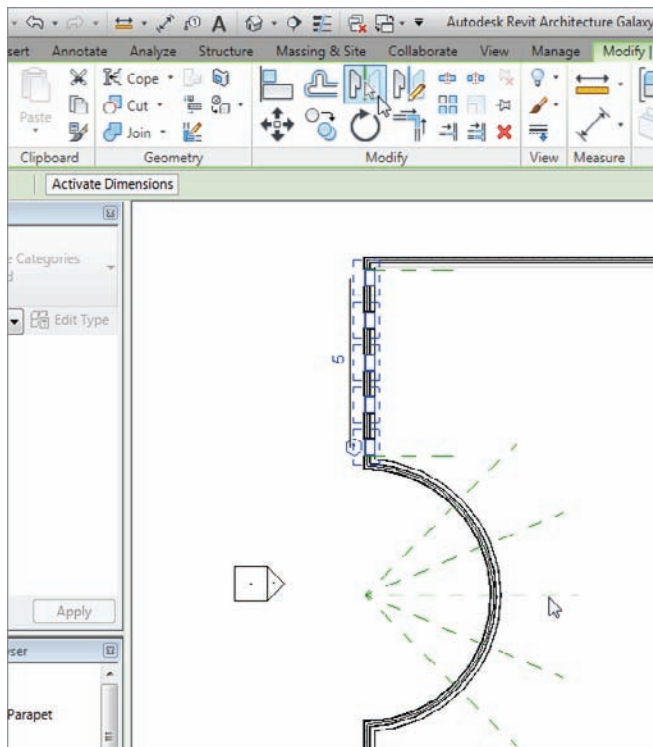 Autodesk Revit Architecture Galaxy
sert Annotate Analyze Structure Massing & Site Collaborate View Manage Modify |
Paste
Cope
Cut
Join
Clipboard Geometry Modify View Measure
Activate Dimensions
e Categories
d
Edit Type
5
Apply
ser
Parapet